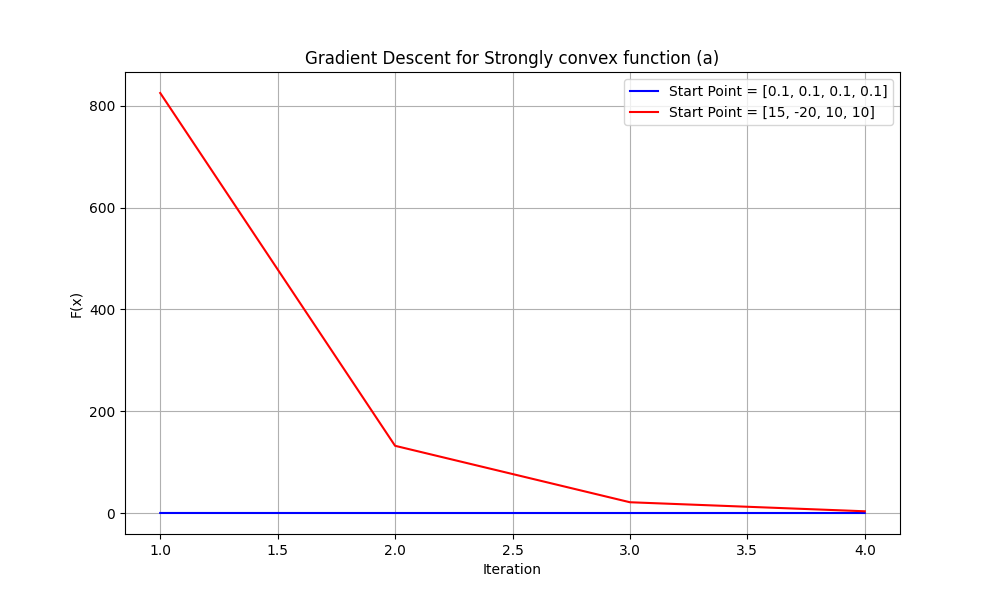 Gradient Descent for Strongly convex function (a)
Start Point = [0.1, 0.1, 0.1, 0.1]
Start Point = [15, -20, 10, 10]
800
600
400
200
0
F(x)
1.0 1.5 2.0 2.5 3.0 3.5 4.0
Iteration